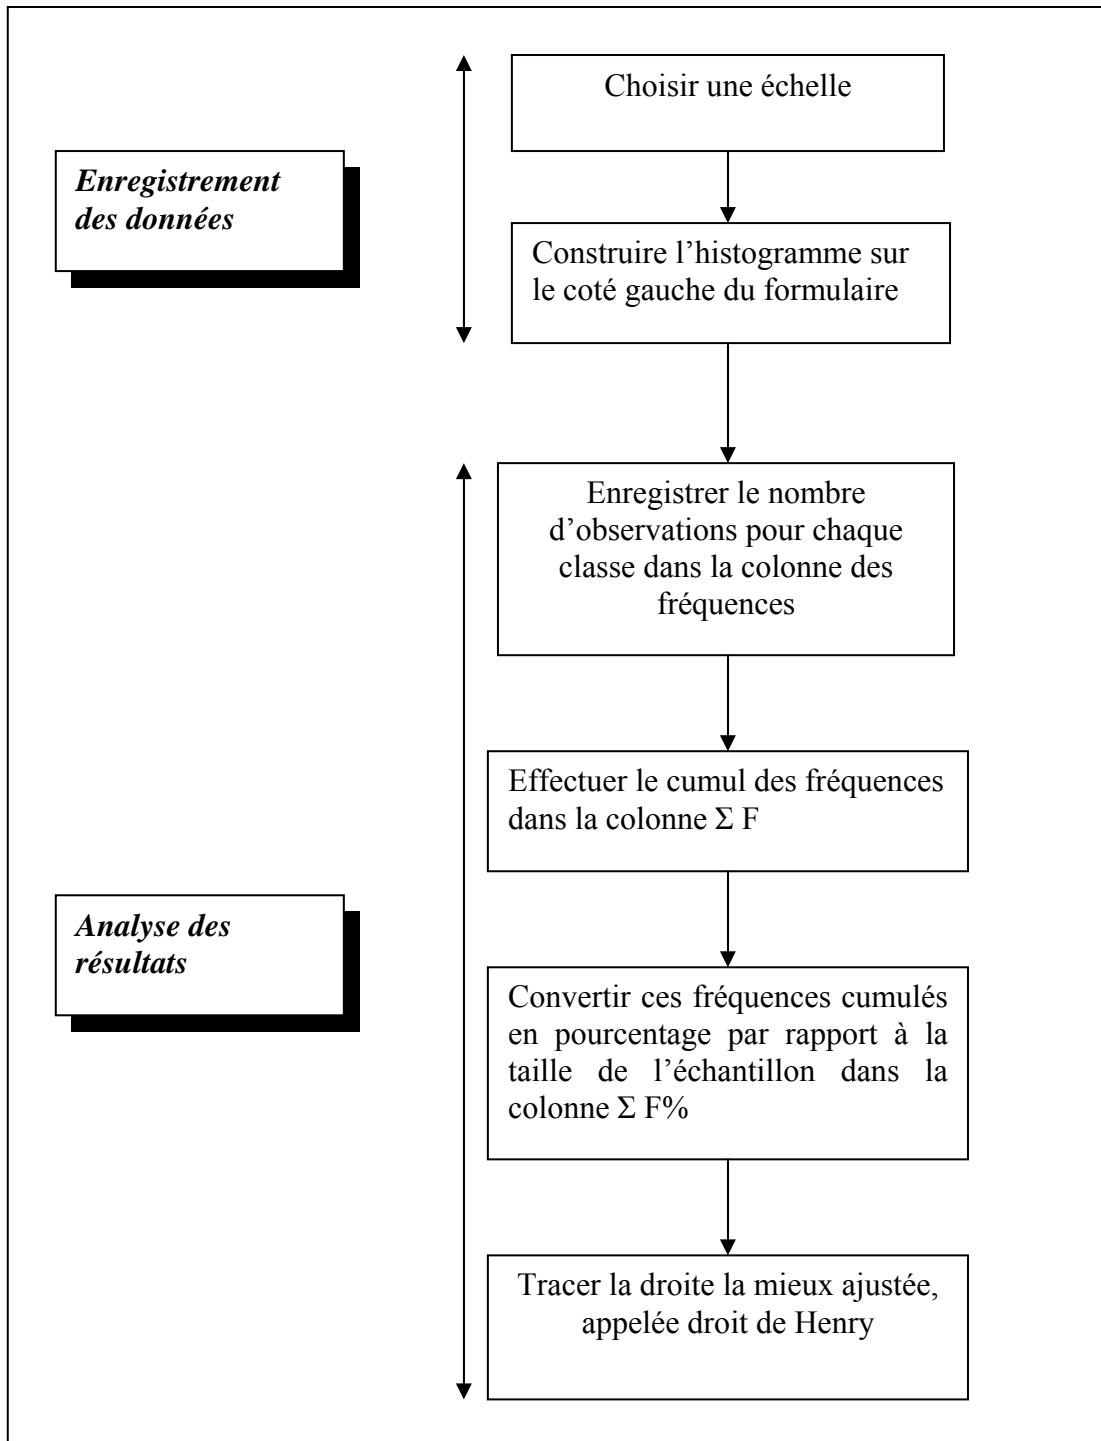 Choisir une échelle
Enregistrement
des données
Construire l’histogramme sur
le coté gauche du formulaire
Enregistrer le nombre
d’observations pour chaque
classe dans la colonne des
fréquences
Effectuer le cumul des fréquences
dans la colonne Σ F
Analyse des
résultats
Convertir ces fréquences cumulés
en pourcentage par rapport à la
taille de l’échantillon dans la
colonne Σ F%
Tracer la droite la mieux ajustée,
appelée droit de Henry